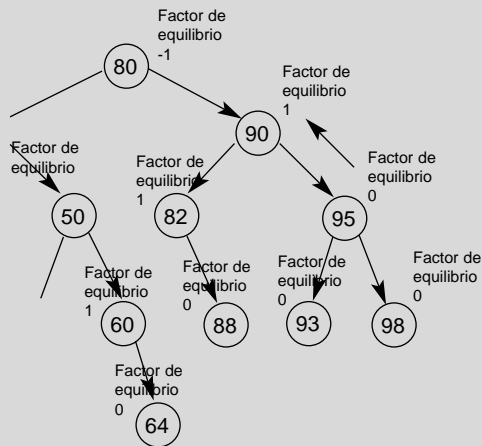 Factor de
equilibrio
-1
80
Factor de
equilibrio
1
90
Factor de
equilibrio
50
Factor de
equilibrio
1
82
Factor de
equilibrio
0
95
Factor de
equilibrio
1
60
Factor de
equilibrio
0
88
Factor de
equilibrio
0
93
Factor de
equilibrio
0
98
Factor de
equilibrio
0
64